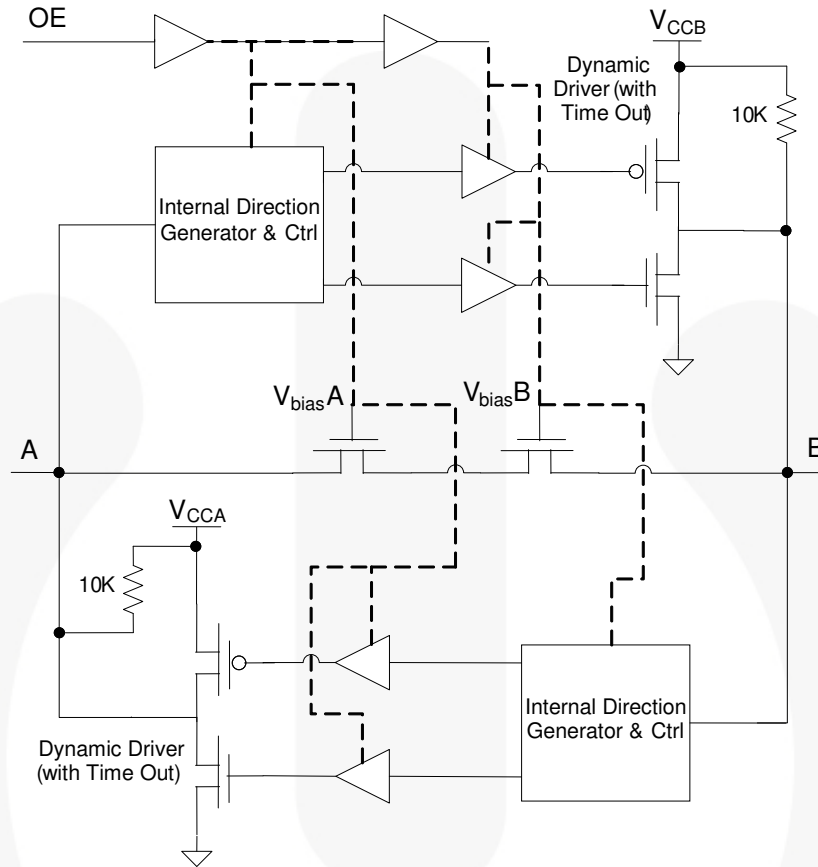 OE
VCCB
Dynamic
Driver (with
Time Out)
10K
Internal Direction
Generator & Ctrl
VbiasA
VbiasB
A
B
VCCA
10K
Internal Direction
Generator & Ctrl
Dynamic Driver
(with Time Out)